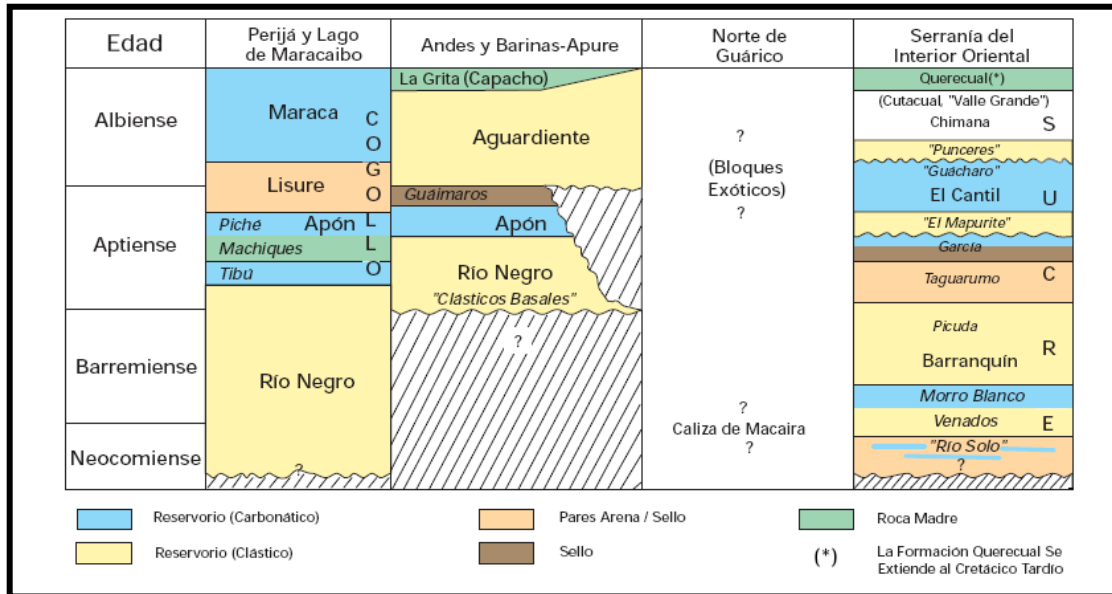 Edad
Perijá y Lago
de Maracaibo
Andes y Barinas-Apure
Norte de
Guárico
Serranía del
Interior Oriental
Albiense
Aptiense
Barremiense
Neocomiense
Maraca
Lisure
Piché
Apón
Machiques
Tibú
C
O
G
O
L
L
O
Río Negro
?
La Grita (Capacho)
Aguardiente
Guáimaros
Apón
Río Negro
"Clásticos Basales"
?
?
(Bloques
Exóticos)
?
?
Caliza de Macaira
?
Querecual(*)
(Cutacual, "Valle Grande")
Chimana
"Punceres"
"Guácharo"
El Cantil
"El Mapurite"
García
Taguarumo
Picuda
Barranquín
Morro Blanco
Venados
"Río Solo"
?
S
U
C
R
E
Reservorio (Carbonático)
Reservorio (Clástico)
Pares Arena / Sello
Sello
Roca Madre
(*) La Formación Querecual Se
Extiende al Cretácico Tardío